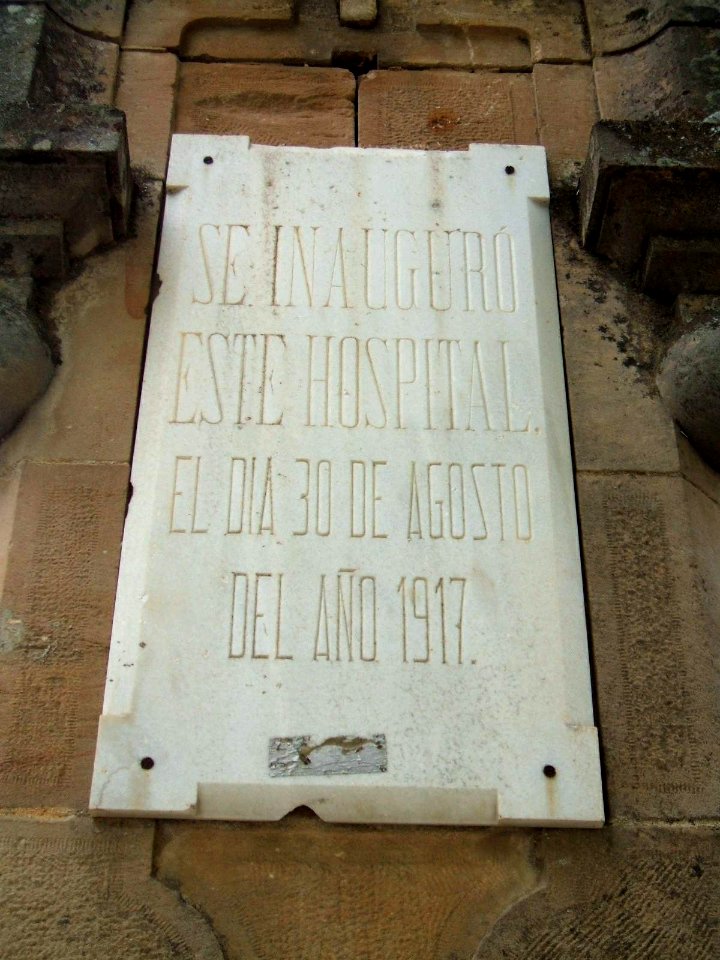 SE INAUGURÓ
ESTE HOSPITAL.
EL DIA 30 DE AGOSTO
DEL AÑO 1917.